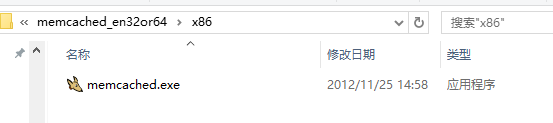 « memcached_en32or64 › x86
搜索"x86"
名称 修改日期 类型
memcached.exe 2012/11/25 14:58 应用程序